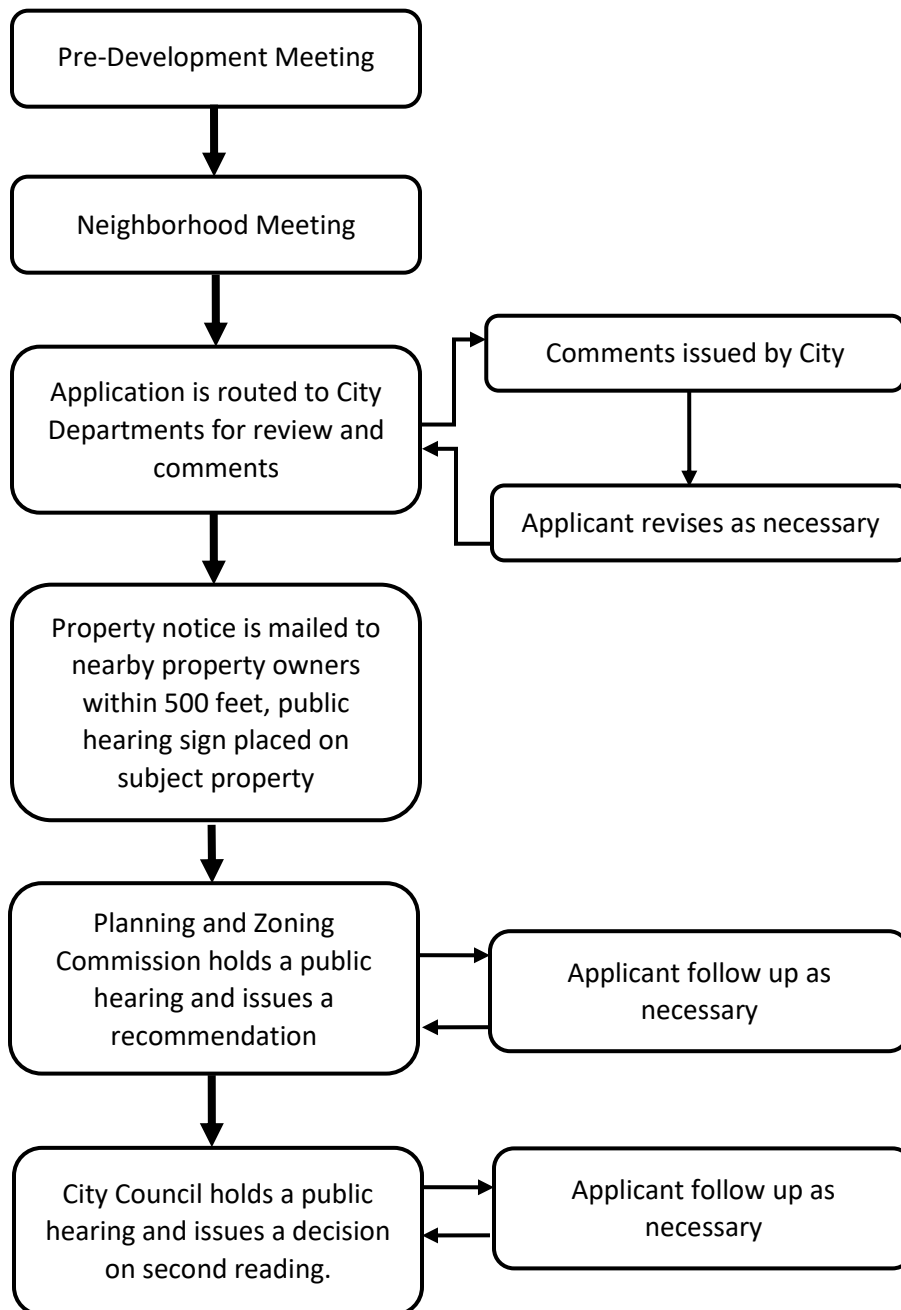 Pre-Development Meeting
Neighborhood Meeting
Application is routed to City
Departments for review and
comments
Comments issued by City
Applicant revises as necessary
Property notice is mailed to
nearby property owners
within 500 feet, public
hearing sign placed on
subject property
Planning and Zoning
Commission holds a public
hearing and issues a
recommendation
Applicant follow up as
necessary
City Council holds a public
hearing and issues a decision
on second reading.
Applicant follow up as
necessary